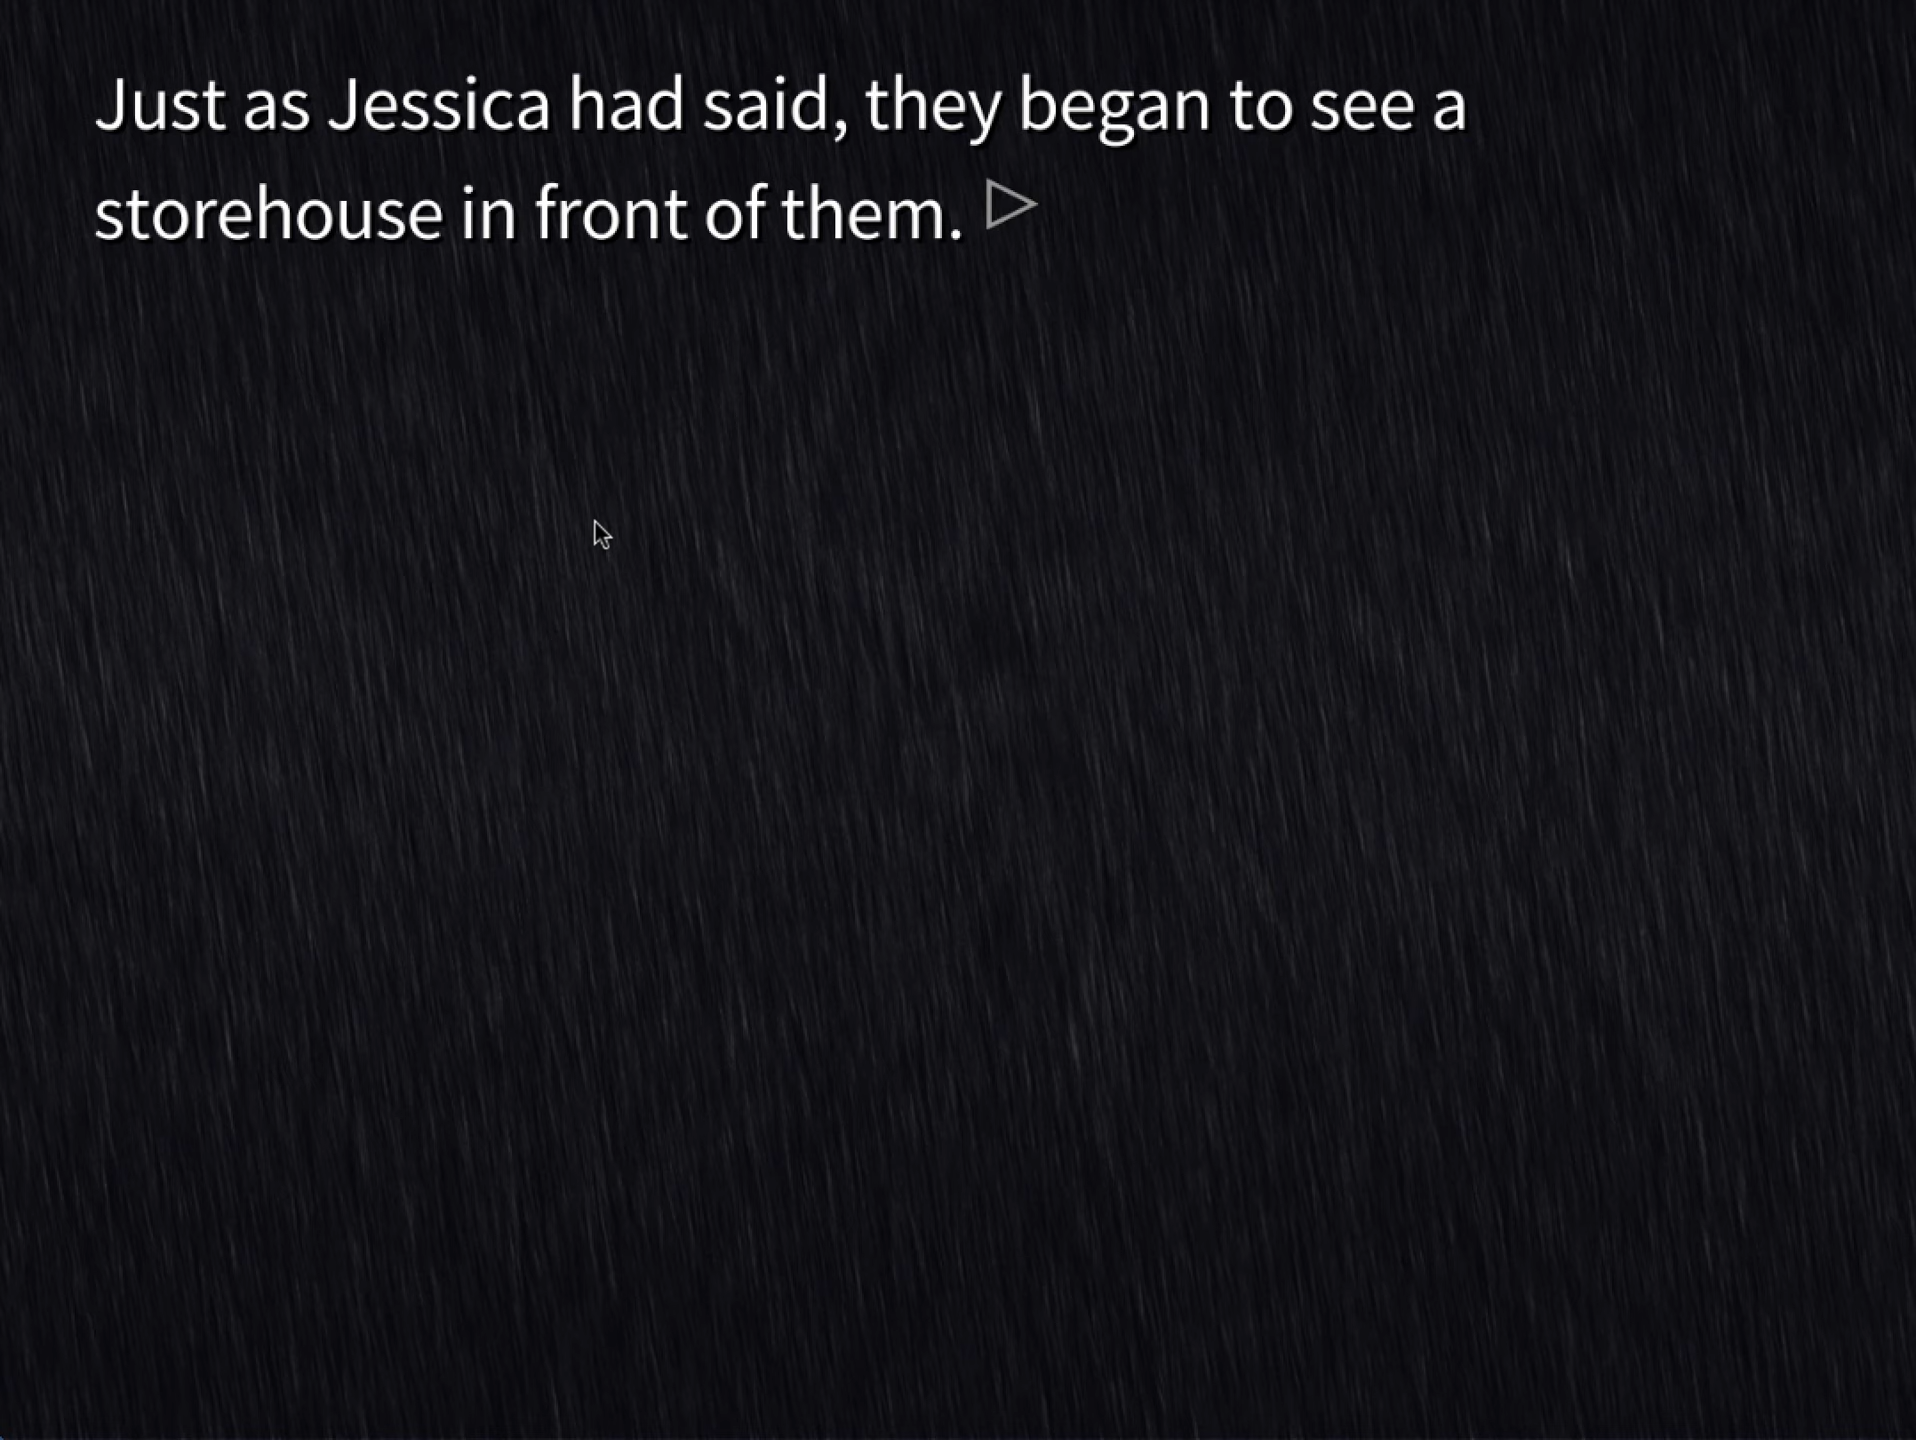 Just as Jessica had said, they began to see a
storehouse in front of them.